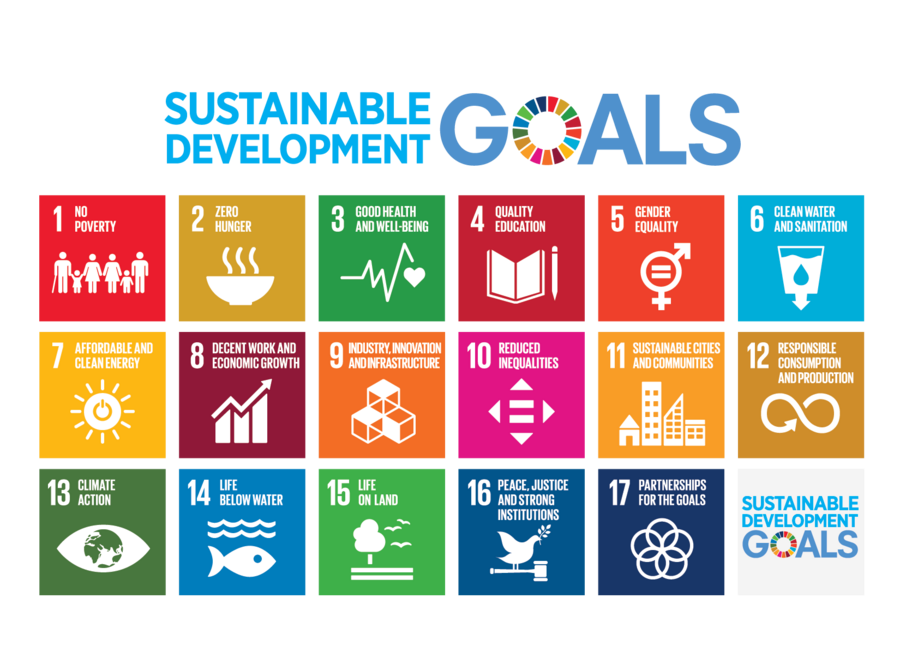 SUSTAINABLE
DEVELOPMENT
GOALS
1 NO
POVERTY
2 ZERO
HUNGER
3 GOOD HEALTH
AND WELL-BEING
4 QUALITY
EDUCATION
5 GENDER
EQUALITY
6 CLEAN WATER
AND SANITATION
7 AFFORDABLE AND
CLEAN ENERGY
8 DECENT WORK AND
ECONOMIC GROWTH
9 INDUSTRY, INNOVATION
AND INFRASTRUCTURE
10 REDUCED
INEQUALITIES
11 SUSTAINABLE CITIES
AND COMMUNITIES
12 RESPONSIBLE
CONSUMPTION
AND PRODUCTION
13 CLIMATE
ACTION
14 LIFE
BELOW WATER
15 LIFE
ON LAND
16 PEACE, JUSTICE
AND STRONG
INSTITUTIONS
17 PARTNERSHIPS
FOR THE GOALS
SUSTAINABLE
DEVELOPMENT
GOALS